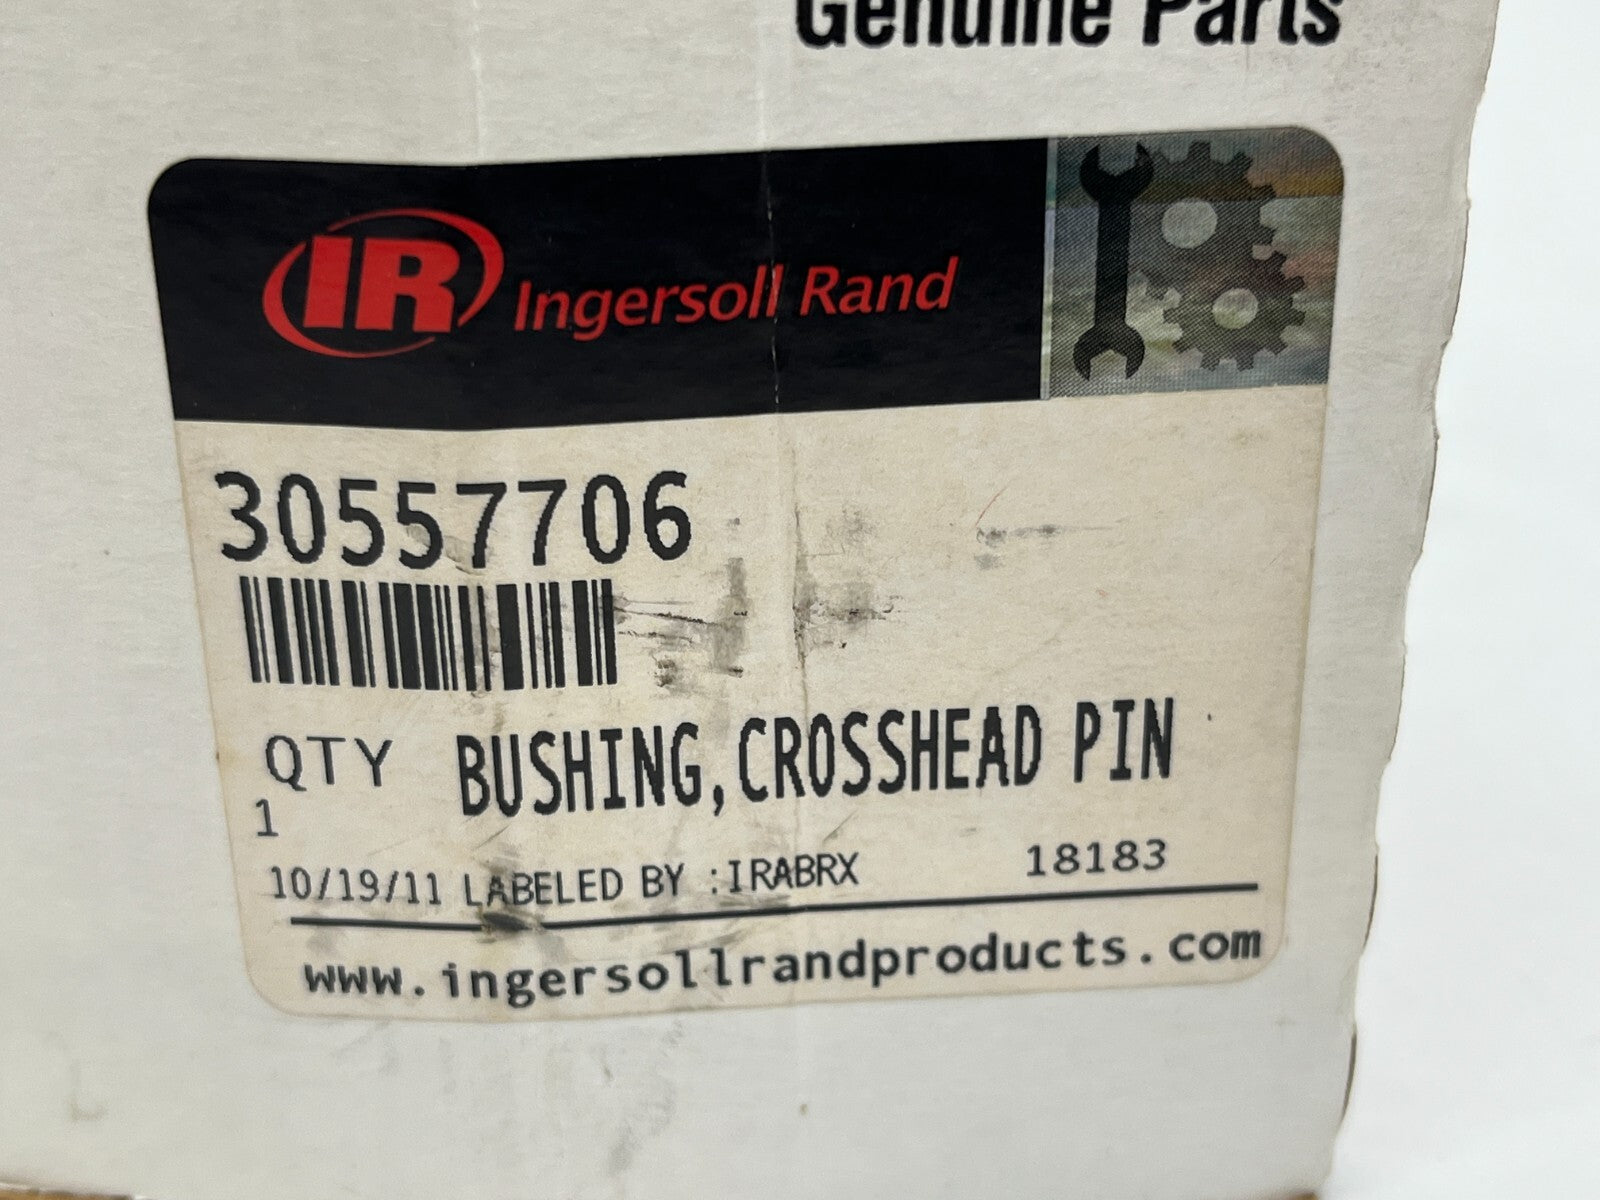 Genuine Parts
IR Ingersoll Rand
30557706
QTY BUSHING,CROSSHEAD PIN
1
10/19/11 LABELED BY :IRABRX 18183
www.ingersollrandproducts.com